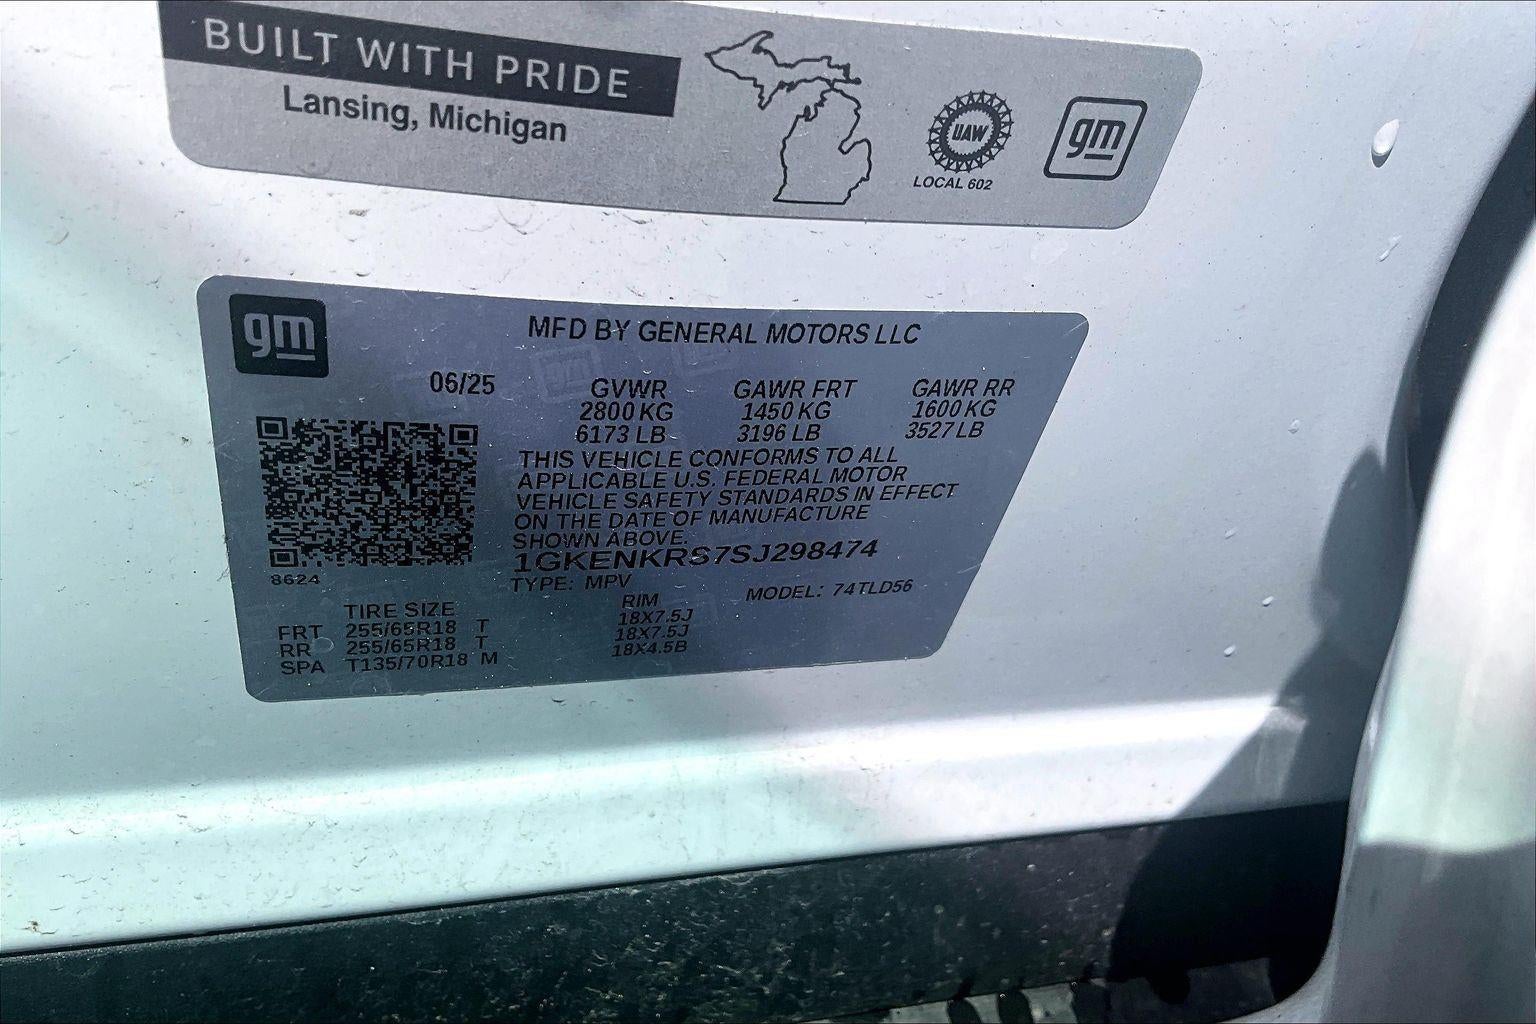 BUILT WITH PRIDE
Lansing, Michigan
UAW
LOCAL 602
gm
gm
MFD BY GENERAL MOTORS LLC
06/25 GVWR GAWR FRT GAWR RR
2800 KG 1450 KG 1600 KG
6173 LB 3196 LB 3527 LB
THIS VEHICLE CONFORMS TO ALL
APPLICABLE U.S. FEDERAL MOTOR
VEHICLE SAFETY STANDARDS IN EFFECT
ON THE DATE OF MANUFACTURE
SHOWN ABOVE.
1GKENKRS7SJ298474
8624
TYPE: MPV MODEL: 74TLD56
TIRE SIZE RIM
FRT 255/65R18 T 18X7.5J
RR 255/65R18 T 18X7.5J
SPA T135/70R18 M 18X4.5B